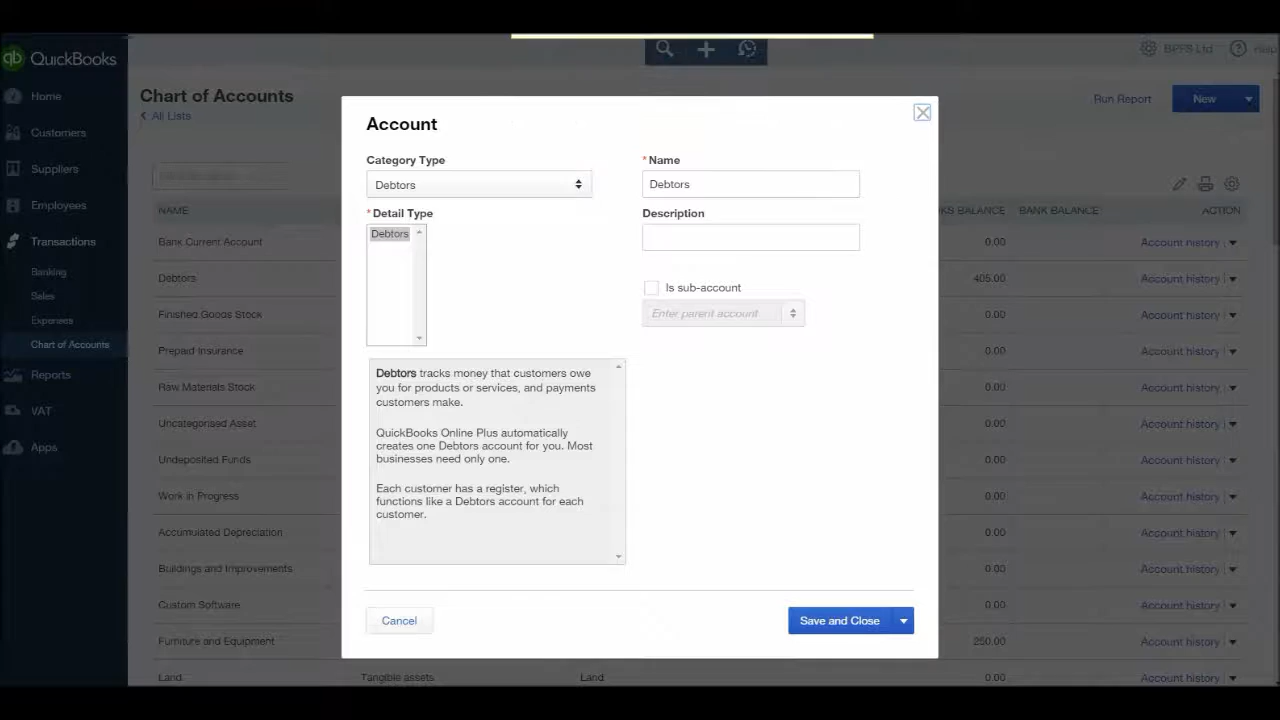 QuickBooks
BPFS Ltd
Help
Home
Customers
Suppliers
Employees
Transactions
Banking
Sales
Expenses
Chart of Accounts
Reports
VAT
Apps
Chart of Accounts
All Lists
Run Report
New
NAME
KS BALANCE BANK BALANCE ACTION
Bank Current Account 0.00 Account history
Debtors 405.00 Account history
Finished Goods Stock 0.00 Account history
Prepaid Insurance 0.00 Account history
Raw Materials Stock 0.00 Account history
Uncategorised Asset 0.00 Account history
Undeposited Funds 0.00 Account history
Work in Progress 0.00 Account history
Accumulated Depreciation 0.00 Account history
Buildings and Improvements 0.00 Account history
Custom Software 0.00 Account history
Furniture and Equipment 250.00 Account history
Land Tangible assets Land 0.00 Account history
Account
Category Type
Debtors
* Detail Type
Debtors
* Name
Debtors
Description
Is sub-account
Enter parent account
Debtors tracks money that customers owe
you for products or services, and payments
customers make.
QuickBooks Online Plus automatically
creates one Debtors account for you. Most
businesses need only one.
Each customer has a register, which
functions like a Debtors account for each
customer.
Cancel
Save and Close